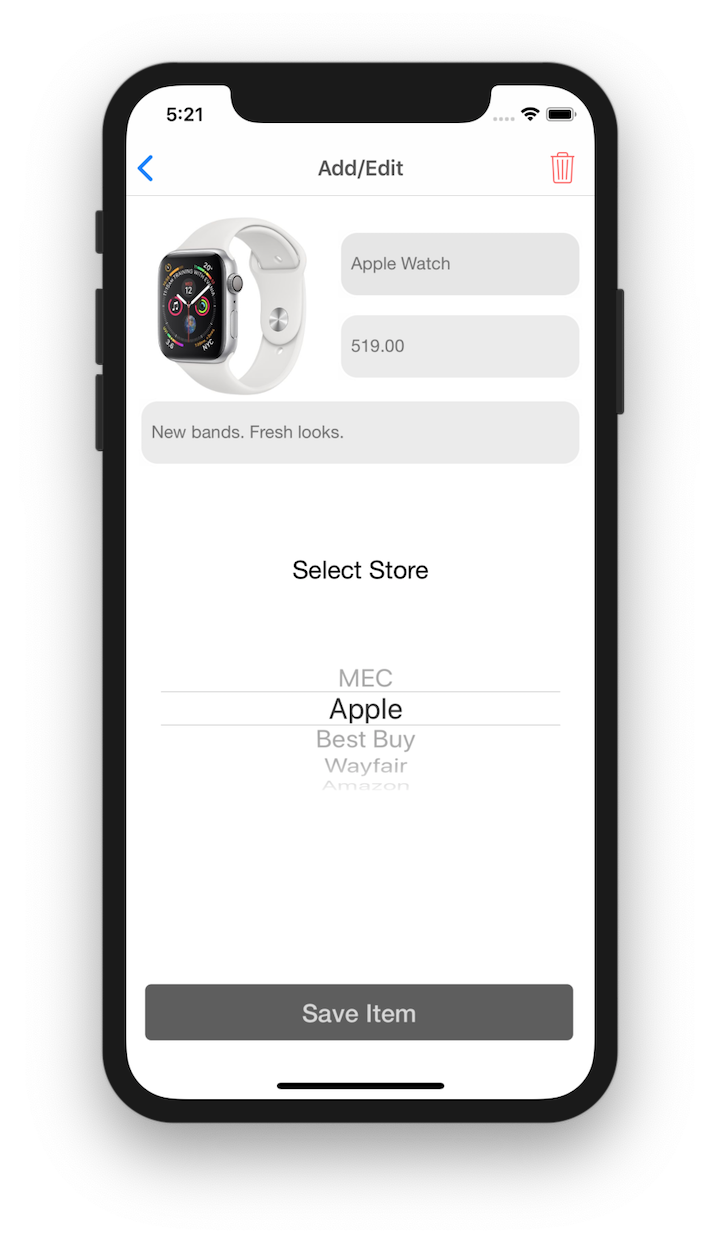 5:21
Add/Edit
Apple Watch
519.00
New bands. Fresh looks.
Select Store
MEC
Apple
Best Buy
Wayfair
Amazon
Save Item